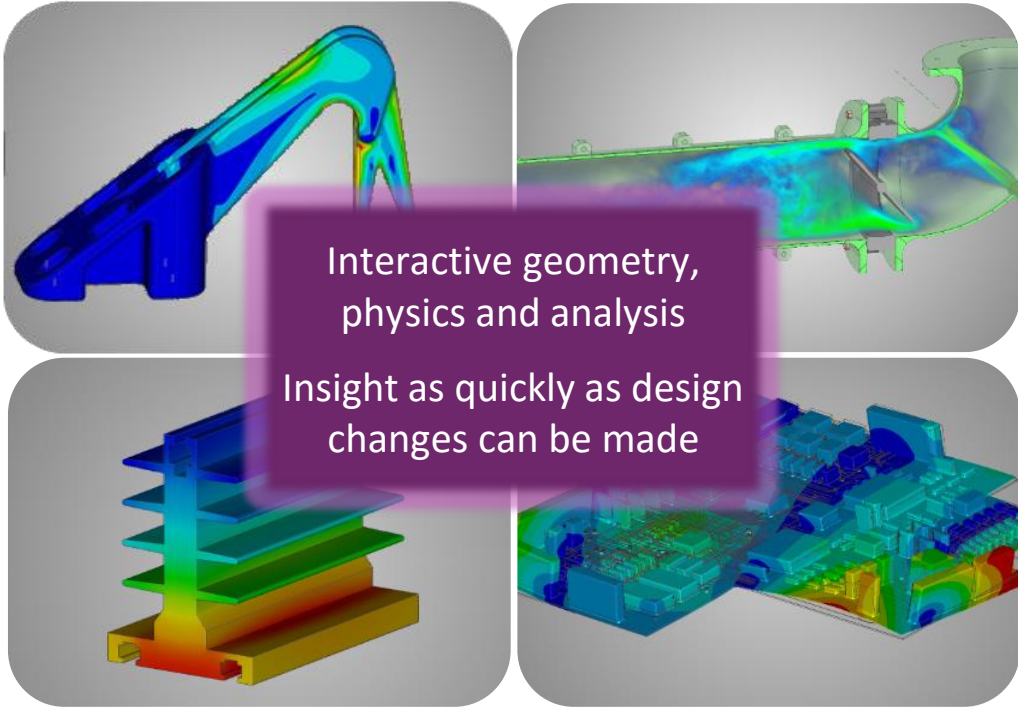 Interactive geometry,
physics and analysis
Insight as quickly as design
changes can be made